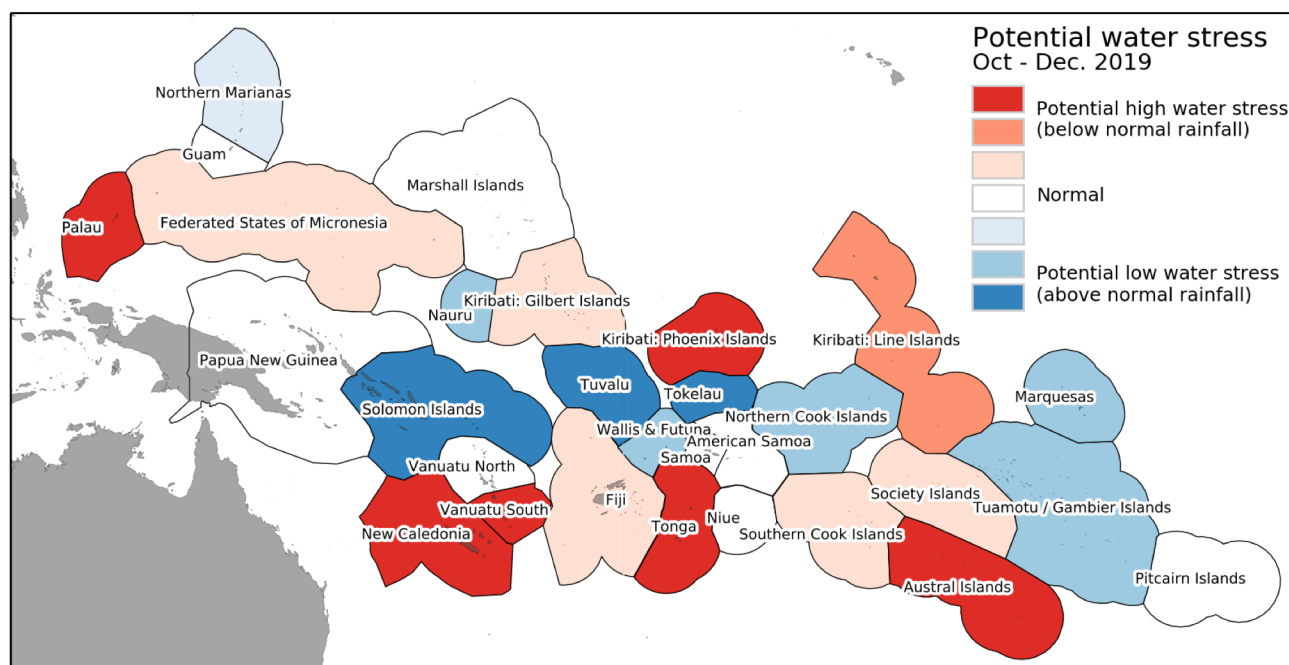 Potential water stress
Oct - Dec. 2019
Potential high water stress
(below normal rainfall)
Normal
Potential low water stress
(above normal rainfall)
Northern Marianas
Guam
Marshall Islands
Palau
Federated States of Micronesia
Kiribati: Gilbert Islands
Nauru
Kiribati: Phoenix Islands
Kiribati: Line Islands
Papua New Guinea
Tuvalu
Tokelau
Marquesas
Solomon Islands
Northern Cook Islands
Wallis & Futuna
American Samoa
Samoa
Vanuatu North
Society Islands
Fiji
Tuamotu / Gambier Islands
Vanuatu South
Niue
Tonga
New Caledonia
Southern Cook Islands
Pitcairn Islands
Austral Islands